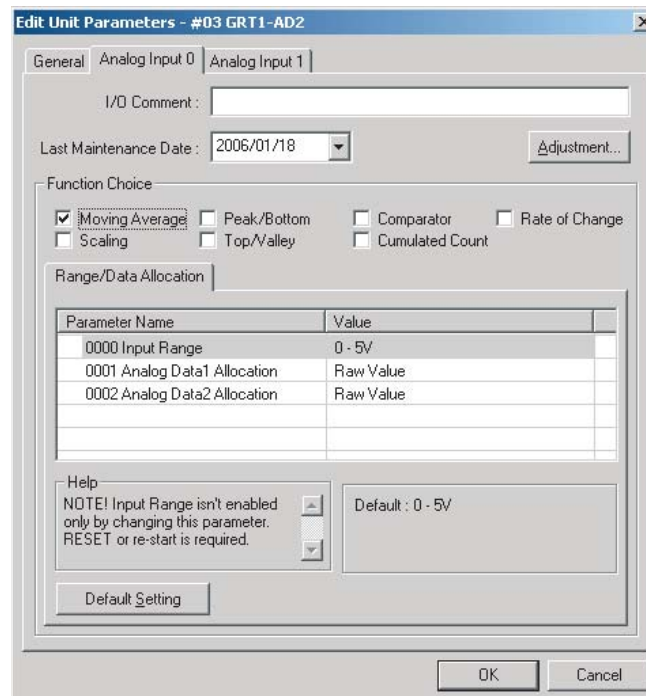 Edit Unit Parameters - #03 GRT1-AD2
General Analog Input 0 Analog Input 1
I/O Comment :
Last Maintenance Date : 2006/01/18 Adjustment...
Function Choice
Moving Average Peak/Bottom Comparator Rate of Change
Scaling Top/Valley Cumulated Count
Range/Data Allocation
Parameter Name Value
0000 Input Range 0 - 5V
0001 Analog Data1 Allocation Raw Value
0002 Analog Data2 Allocation Raw Value
Help
NOTE! Input Range isn't enabled
only by changing this parameter.
RESET or re-start is required.
Default : 0 - 5V
Default Setting
OK Cancel